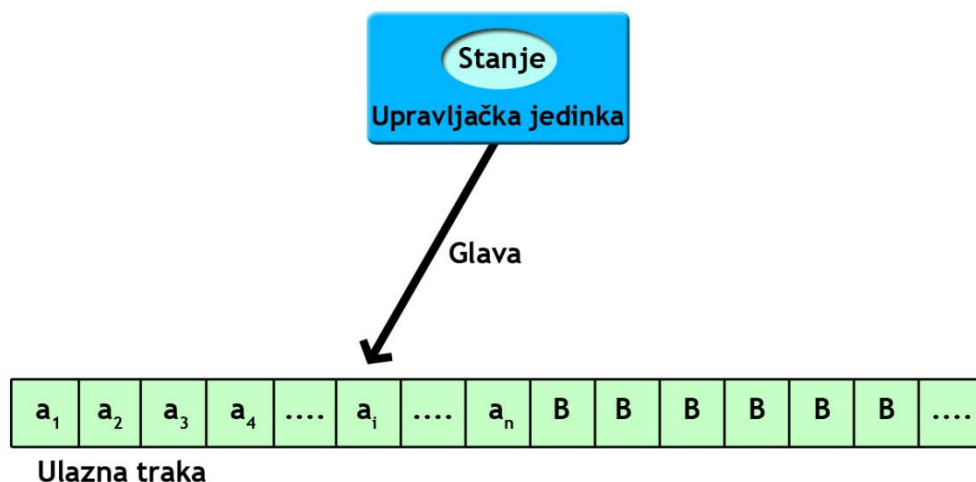 Stanje
Upravljačka jedinka
Glava
a₁ a₂ a₃ a₄ .... aᵢ .... aₙ B B B B B B ....
Ulazna traka